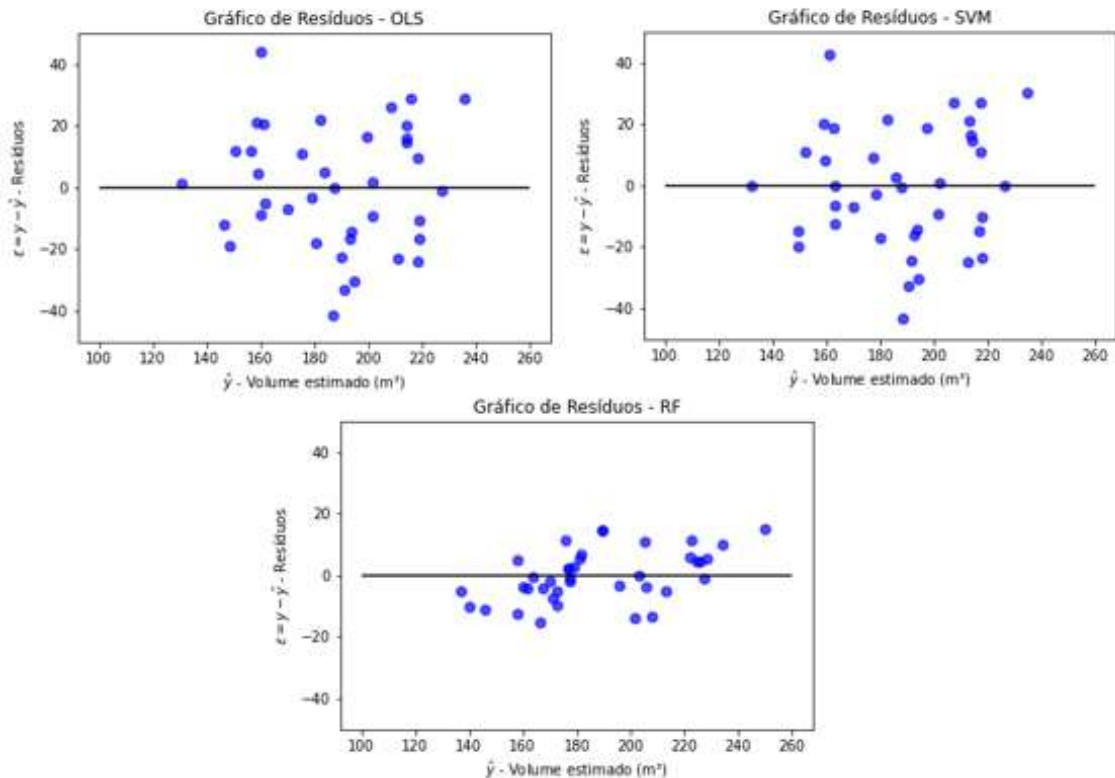 Gráfico de Resíduos - OLS
ε = y − ŷ - Resíduos
40
20
0
−20
−40
100 120 140 160 180 200 220 240 260
ŷ - Volume estimado (m³)
Gráfico de Resíduos - SVM
ε = y − ŷ - Resíduos
40
20
0
−20
−40
100 120 140 160 180 200 220 240 260
ŷ - Volume estimado (m³)
Gráfico de Resíduos - RF
ε = y − ŷ - Resíduos
40
20
0
−20
−40
100 120 140 160 180 200 220 240 260
ŷ - Volume estimado (m³)